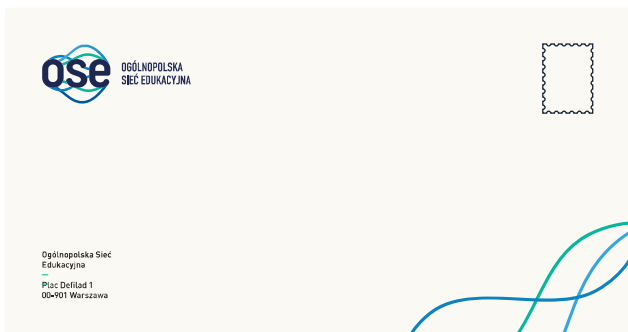 ose
OGÓLNOPOLSKA
SIEĆ EDUKACYJNA
Ogólnopolska Sieć
Edukacyjna
Plac Defilad 1
00-901 Warszawa